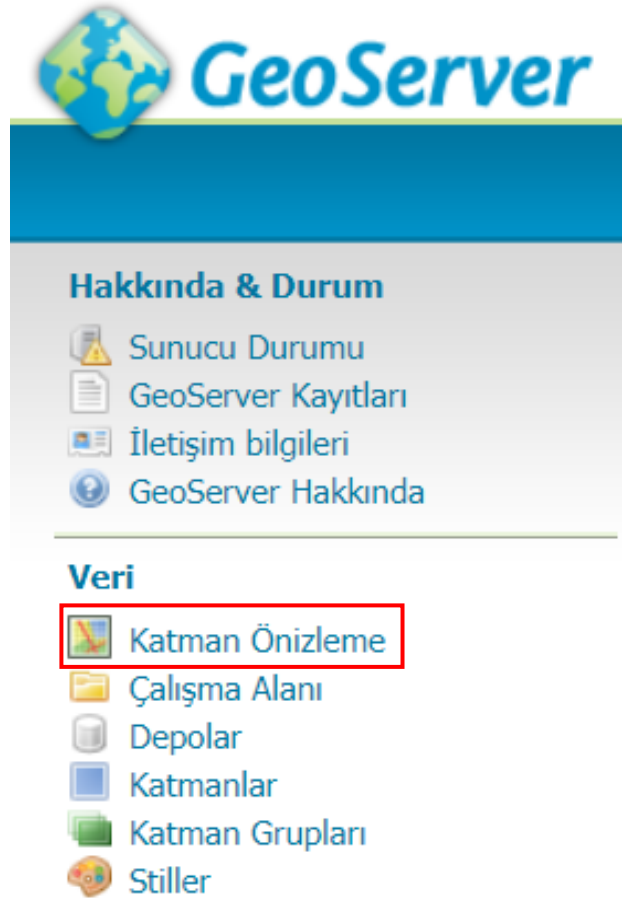 GeoServer
Hakkında & Durum
Sunucu Durumu
GeoServer Kayıtları
İletişim bilgileri
GeoServer Hakkında
Veri
Katman Önizleme
Çalışma Alanı
Depolar
Katmanlar
Katman Grupları
Stiller